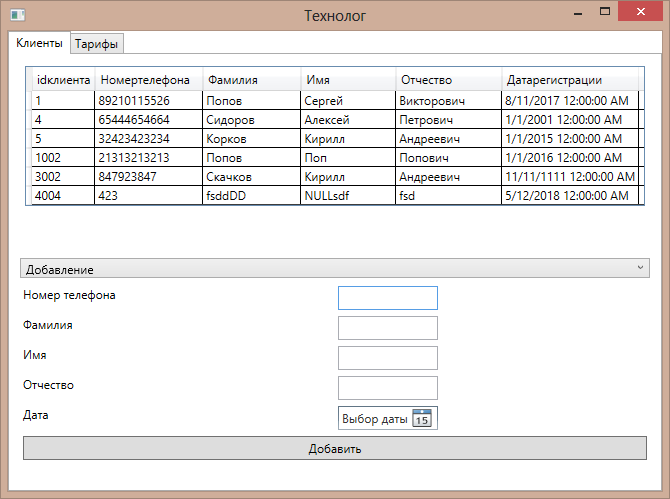 Технолог
Клиенты Тарифы
idклиента Номертелефона Фамилия Имя Отчество Датарегистрации
1 89210115526 Попов Сергей Викторович 8/11/2017 12:00:00 AM
4 65444654664 Сидоров Алексей Петрович 1/1/2001 12:00:00 AM
5 32423423234 Корков Кирилл Андреевич 1/1/2015 12:00:00 AM
1002 21313213213 Попов Поп Попович 1/1/2016 12:00:00 AM
3002 847923847 Скачков Кирилл Андреевич 11/11/1111 12:00:00 AM
4004 423 fsddDD NULLsdf fsd 5/12/2018 12:00:00 AM
Добавление
Номер телефона
Фамилия
Имя
Отчество
Дата Выбор даты 15
Добавить